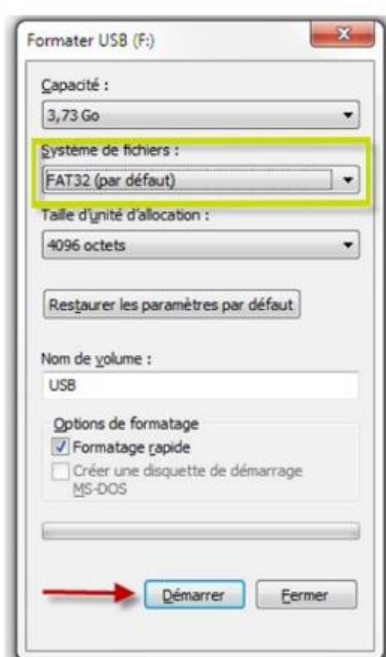 Formater USB (F:)
Capacité :
3,73 Go
Système de fichiers :
FAT32 (par défaut)
Taille d'unité d'allocation :
4096 octets
Restaurer les paramètres par défaut
Nom de volume :
USB
Options de formatage
Formatage rapide
Créer une disquette de démarrage
MS-DOS
Démarrer
Fermer